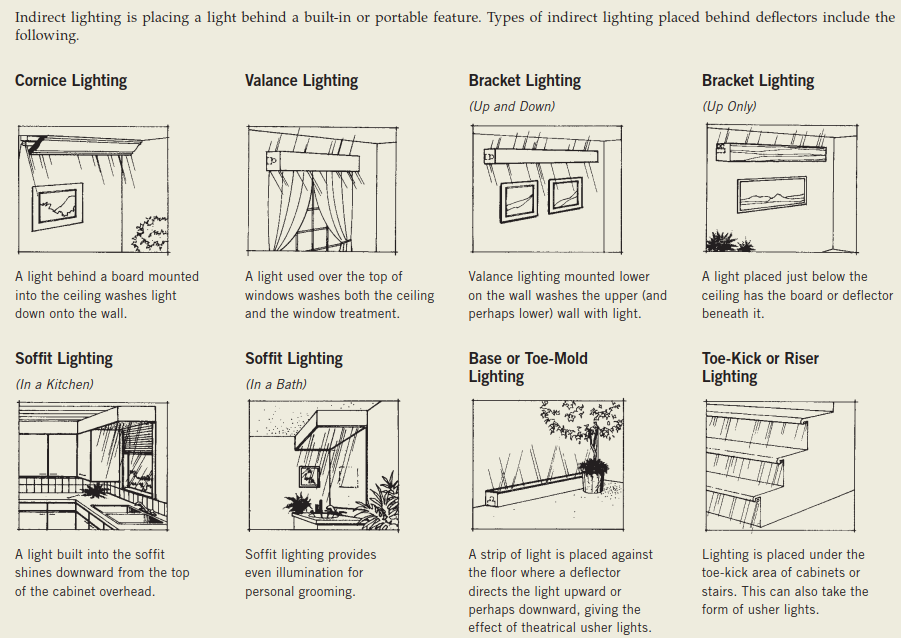 Indirect lighting is placing a light behind a built-in or portable feature. Types of indirect lighting placed behind deflectors include the
following.
Cornice Lighting
A light behind a board mounted
into the ceiling washes light
down onto the wall.
Valance Lighting
A light used over the top of
windows washes both the ceiling
and the window treatment.
Bracket Lighting
(Up and Down)
Valance lighting mounted lower
on the wall washes the upper (and
perhaps lower) wall with light.
Bracket Lighting
(Up Only)
A light placed just below the
ceiling has the board or deflector
beneath it.
Soffit Lighting
(In a Kitchen)
A light built into the soffit
shines downward from the top
of the cabinet overhead.
Soffit Lighting
(In a Bath)
Soffit lighting provides
even illumination for
personal grooming.
Base or Toe-Mold
Lighting
A strip of light is placed against
the floor where a deflector
directs the light upward or
perhaps downward, giving the
effect of theatrical usher lights.
Toe-Kick or Riser
Lighting
Lighting is placed under the
toe-kick area of cabinets or
stairs. This can also take the
form of usher lights.